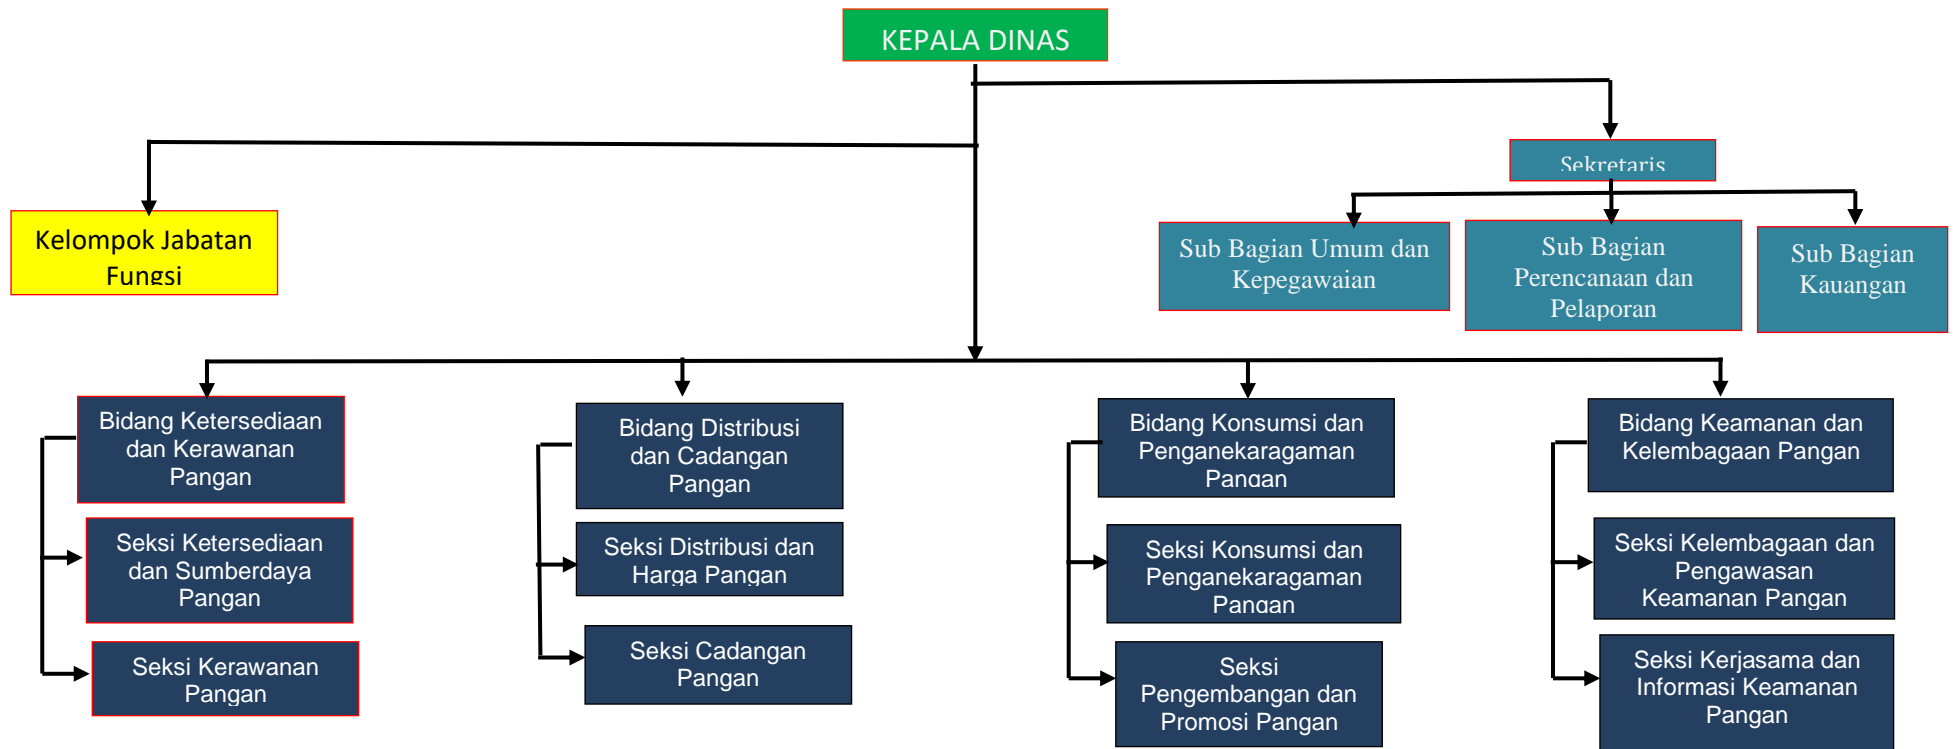 KEPALA DINAS
Sekretaris
Kelompok Jabatan
Fungsi
Sub Bagian Umum dan
Kepegawaian
Sub Bagian
Perencanaan dan
Pelaporan
Sub Bagian
Kauangan
Bidang Ketersediaan
dan Kerawanan
Pangan
Bidang Distribusi
dan Cadangan
Pangan
Bidang Konsumsi dan
Penganekaragaman
Pangan
Bidang Keamanan dan
Kelembagaan Pangan
Seksi Ketersediaan
dan Sumberdaya
Pangan
Seksi Distribusi dan
Harga Pangan
Seksi Konsumsi dan
Penganekaragaman
Pangan
Seksi Kelembagaan dan
Pengawasan
Keamanan Pangan
Seksi Kerawanan
Pangan
Seksi Cadangan
Pangan
Seksi
Pengembangan dan
Promosi Pangan
Seksi Kerjasama dan
Informasi Keamanan
Pangan